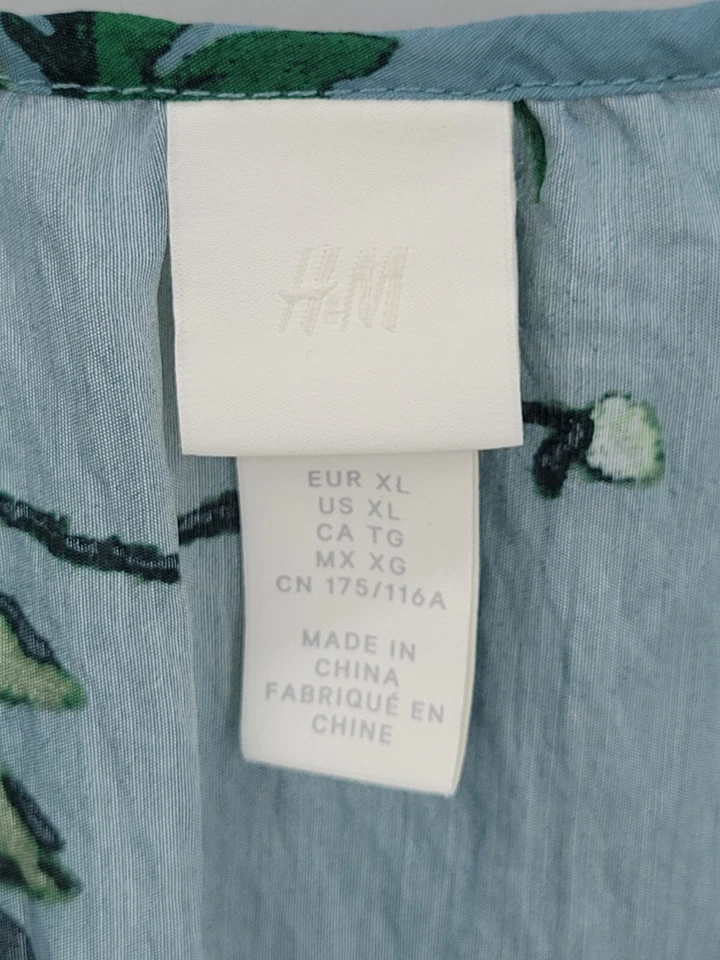 H&M
EUR XL
US XL
CA TG
MX XG
CN 175/116A
MADE IN
CHINA
FABRIQUÉ EN
CHINE